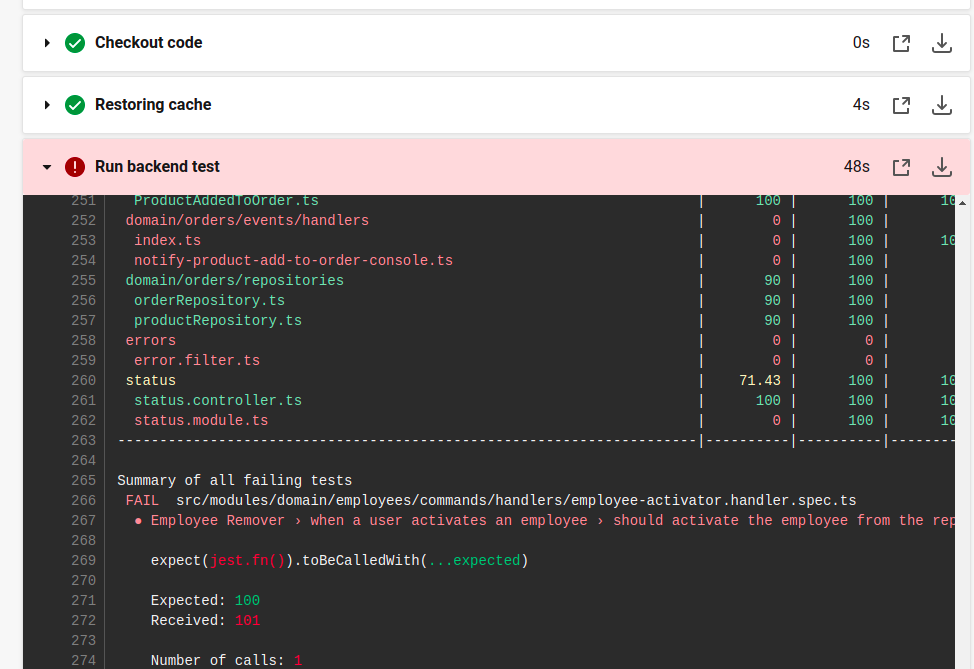 Checkout code 0s
Restoring cache 4s
Run backend test 48s
251 ProductAddedToOrder.ts | 100 | 100 | 10
252 domain/orders/events/handlers | 0 | 100 |
253 index.ts | 0 | 100 | 10
254 notify-product-add-to-order-console.ts | 0 | 100 |
255 domain/orders/repositories | 90 | 100 |
256 orderRepository.ts | 90 | 100 |
257 productRepository.ts | 90 | 100 |
258 errors | 0 | 0 |
259 error.filter.ts | 0 | 0 |
260 status | 71.43 | 100 | 10
261 status.controller.ts | 100 | 100 | 10
262 status.module.ts | 0 | 100 | 10
263 ---------------------------------------------------------------------|----------|----------|--------
264
265 Summary of all failing tests
266 FAIL src/modules/domain/employees/commands/handlers/employee-activator.handler.spec.ts
267 ● Employee Remover › when a user activates an employee › should activate the employee from the rep
268
269 expect(jest.fn()).toBeCalledWith(...expected)
270
271 Expected: 100
272 Received: 101
273
274 Number of calls: 1